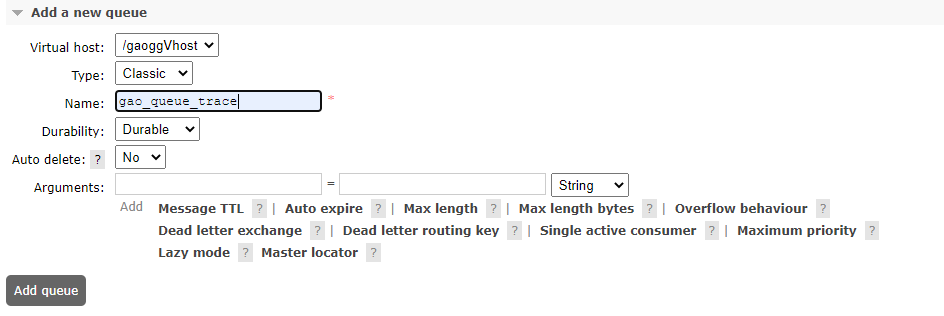 Add a new queue
Virtual host: /gaoggVhost
Type: Classic
Name: gao_queue_trace *
Durability: Durable
Auto delete: ? No
Arguments: = String
Add Message TTL ? | Auto expire ? | Max length ? | Max length bytes ? | Overflow behaviour ?
Dead letter exchange ? | Dead letter routing key ? | Single active consumer ? | Maximum priority ?
Lazy mode ? Master locator ?
Add queue